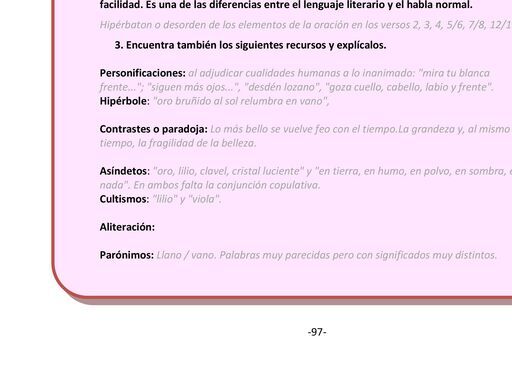 facilidad. Es una de las diferencias entre el lenguaje literario y el habla normal.
Hipérbaton o desorden de los elementos de la oración en los versos 2, 3, 4, 5/6, 7/8, 12/1
3. Encuentra también los siguientes recursos y explícalos.
Personificaciones: al adjudicar cualidades humanas a lo inanimado: "mira tu blanca
frente..."; "siguen más ojos...", "desdén lozano", "goza cuello, cabello, labio y frente".
Hipérbole: "oro bruñido al sol relumbra en vano",
Contrastes o paradoja: Lo más bello se vuelve feo con el tiempo.La grandeza y, al mismo
tiempo, la fragilidad de la belleza.
Asíndetos: "oro, lilio, clavel, cristal luciente" y "en tierra, en humo, en polvo, en sombra, e
nada". En ambos falta la conjunción copulativa.
Cultismos: "lilio" y "viola".
Aliteración:
Parónimos: Llano / vano. Palabras muy parecidas pero con significados muy distintos.
-97-